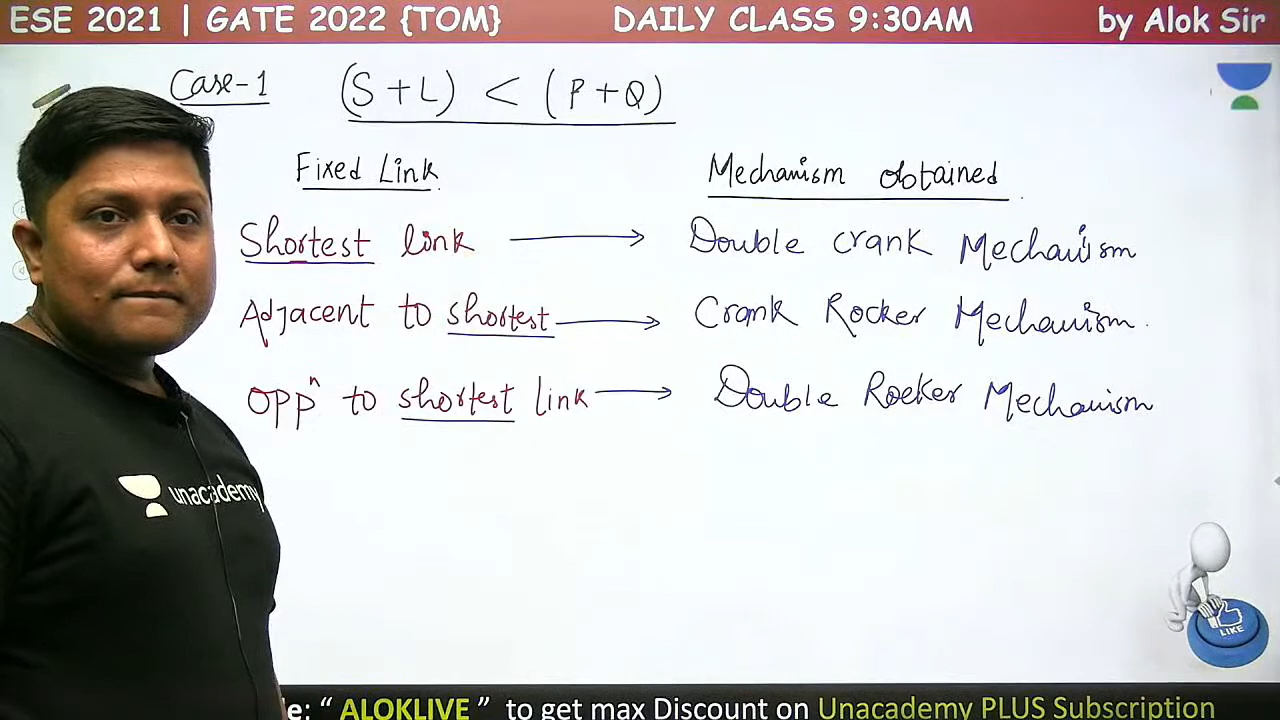 ESE 2021 | GATE 2022 {TOM} DAILY CLASS 9:30AM by Alok Sir
Case-1 (S+L) < (P+Q)
Fixed Link Mechanism obtained
Shortest link → Double crank Mechanism
Adjacent to shortest → Crank Rocker Mechanism
Oppⁿ to shortest link → Double Rocker Mechanism
unacademy
LIKE
e: “ ALOKLIVE ” to get max Discount on Unacademy PLUS Subscription